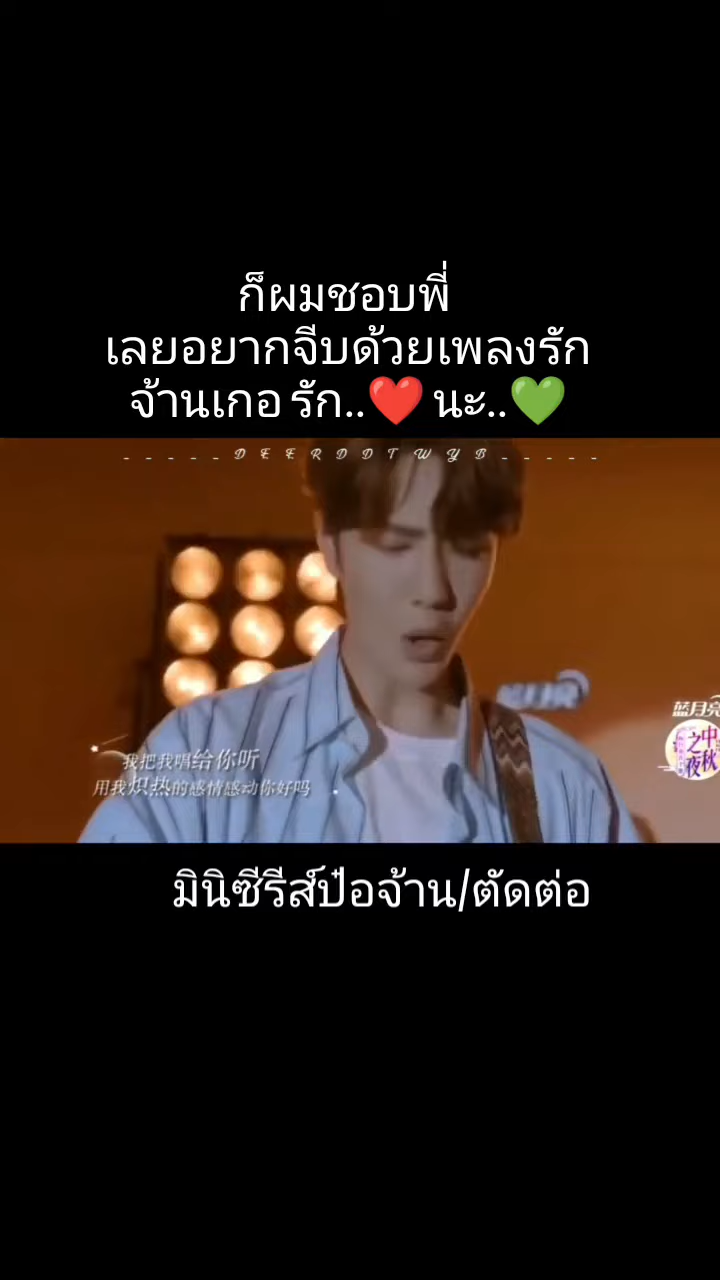 ก็ผมชอบพี่
เลยอยากจีบด้วยเพลงรัก
จ้านเกอ รัก..❤️ นะ..💚
- - - - - D E E R D D T W Y B - - - - -
蓝月亮
中秋
之夜
我把我唱给你听
用我炽热的感情感动你好吗
มินิซีรีส์ป๋อจ้าน/ตัดต่อ